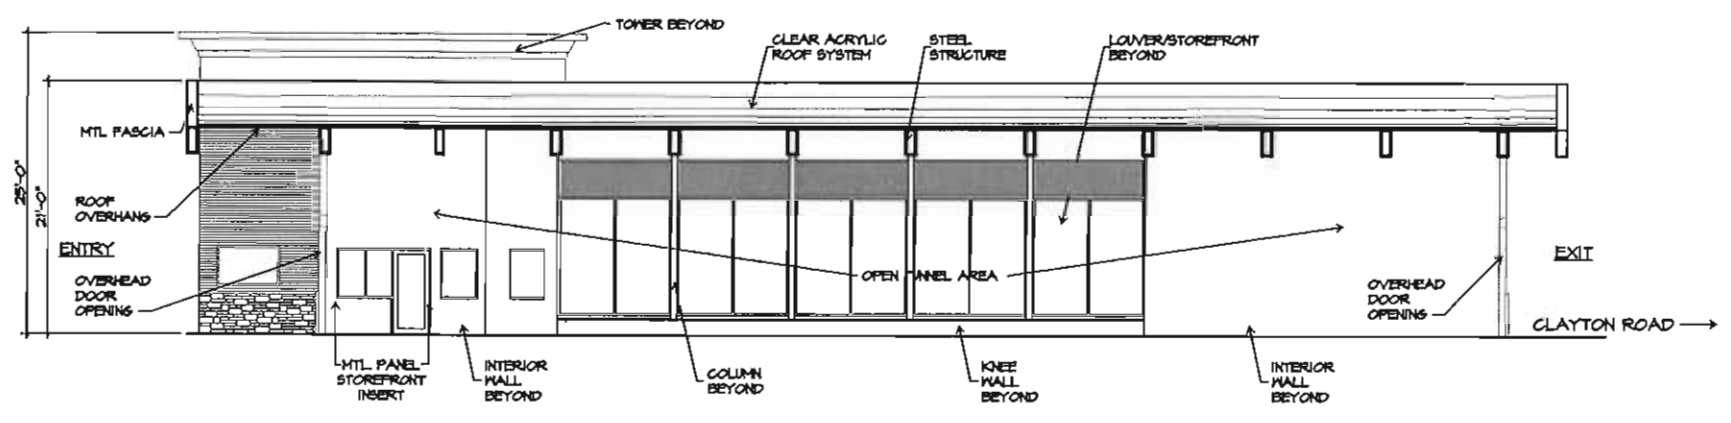 TOWER BEYOND
CLEAR ACRYLIC
ROOF SYSTEM
STEEL
STRUCTURE
LOUVER/STOREFRONT
BEYOND
MTL FASCIA
25'-0"
21'-0"
ROOF
OVERHANG
ENTRY
OVERHEAD
DOOR
OPENING
OPEN TUNNEL AREA
EXIT
OVERHEAD
DOOR
OPENING
CLAYTON ROAD
MTL PANEL
STOREFRONT
INSERT
INTERIOR
WALL
BEYOND
COLUMN
BEYOND
KNEE
WALL
BEYOND
INTERIOR
WALL
BEYOND